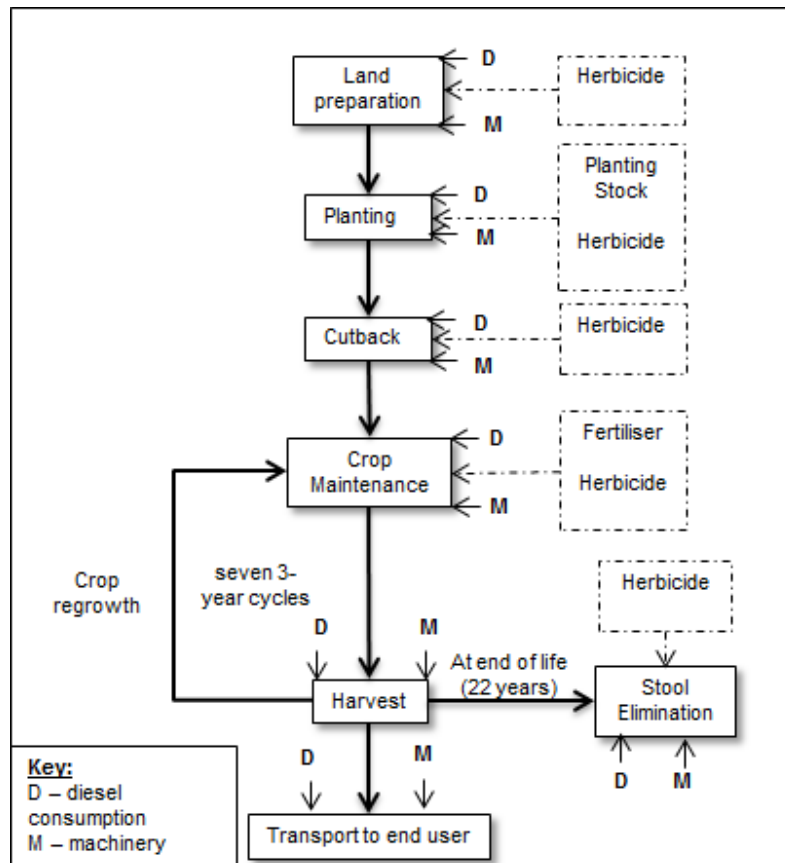 D
Land
preparation
Herbicide
M
Planting
Stock
D
Planting
M
Herbicide
D
Cutback
Herbicide
M
Fertiliser
D
Crop
Maintenance
Herbicide
M
Crop
regrowth
seven 3-
year cycles
Herbicide
D
M
At end of life
(22 years)
Harvest
Stool
Elimination
D
M
D
M
Key:
D – diesel
consumption
M – machinery
Transport to end user